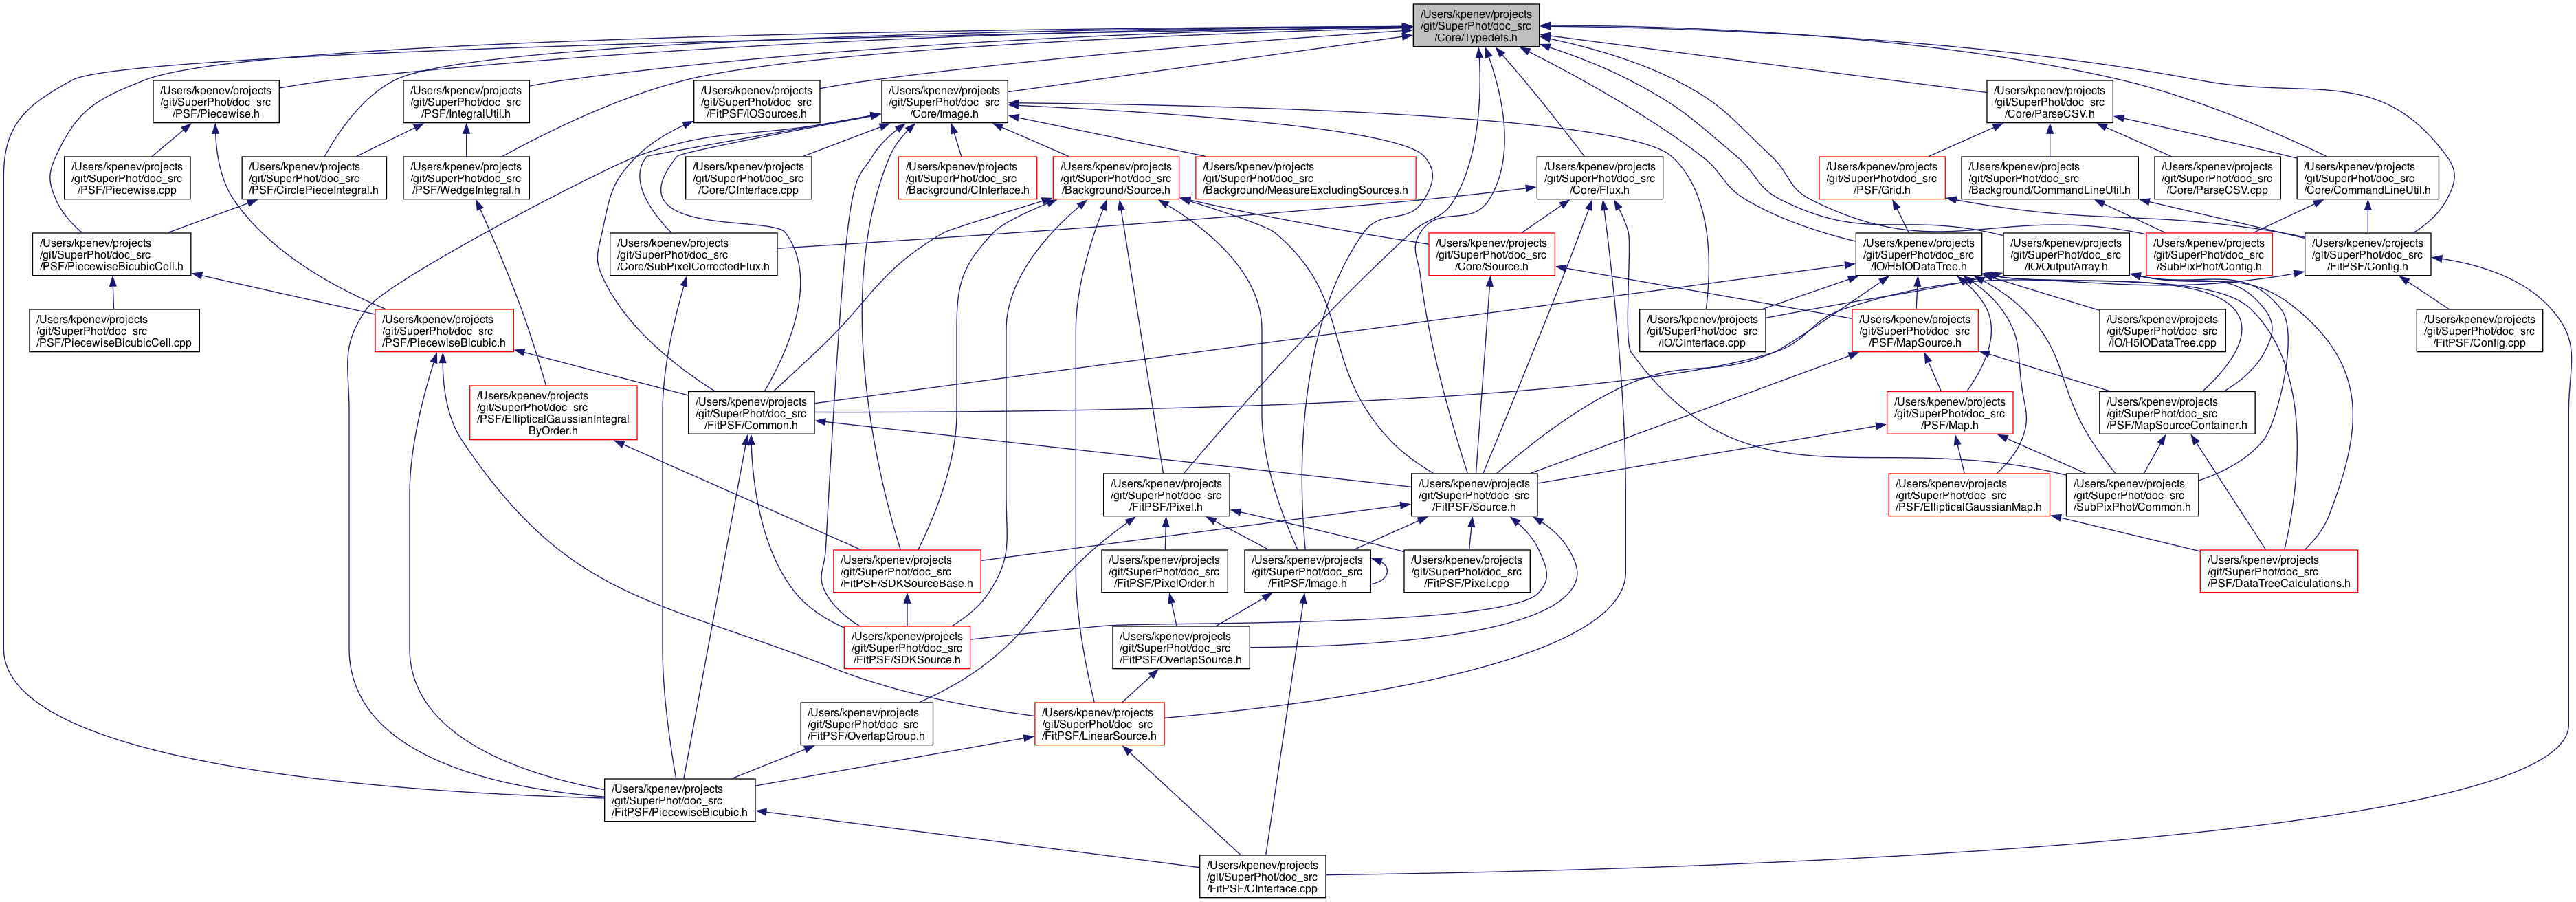 /Users/kpenev/projects
/git/SuperPhot/doc_src
/Core/Typedefs.h
/Users/kpenev/projects
/git/SuperPhot/doc_src
/PSF/Piecewise.h
/Users/kpenev/projects
/git/SuperPhot/doc_src
/PSF/IntegralUtil.h
/Users/kpenev/projects
/git/SuperPhot/doc_src
/FitPSF/IOSources.h
/Users/kpenev/projects
/git/SuperPhot/doc_src
/Core/Image.h
/Users/kpenev/projects
/git/SuperPhot/doc_src
/Core/ParseCSV.h
/Users/kpenev/projects
/git/SuperPhot/doc_src
/PSF/Piecewise.cpp
/Users/kpenev/projects
/git/SuperPhot/doc_src
/PSF/CirclePieceIntegral.h
/Users/kpenev/projects
/git/SuperPhot/doc_src
/PSF/WedgeIntegral.h
/Users/kpenev/projects
/git/SuperPhot/doc_src
/Core/CInterface.cpp
/Users/kpenev/projects
/git/SuperPhot/doc_src
/Background/CInterface.h
/Users/kpenev/projects
/git/SuperPhot/doc_src
/Background/Source.h
/Users/kpenev/projects
/git/SuperPhot/doc_src
/Background/MeasureExcludingSources.h
/Users/kpenev/projects
/git/SuperPhot/doc_src
/Core/Flux.h
/Users/kpenev/projects
/git/SuperPhot/doc_src
/PSF/Grid.h
/Users/kpenev/projects
/git/SuperPhot/doc_src
/Background/CommandLineUtil.h
/Users/kpenev/projects
/git/SuperPhot/doc_src
/Core/ParseCSV.cpp
/Users/kpenev/projects
/git/SuperPhot/doc_src
/Core/CommandLineUtil.h
/Users/kpenev/projects
/git/SuperPhot/doc_src
/PSF/PiecewiseBicubicCell.h
/Users/kpenev/projects
/git/SuperPhot/doc_src
/Core/SubPixelCorrectedFlux.h
/Users/kpenev/projects
/git/SuperPhot/doc_src
/Core/Source.h
/Users/kpenev/projects
/git/SuperPhot/doc_src
/IO/H5IODataTree.h
/Users/kpenev/projects
/git/SuperPhot/doc_src
/IO/OutputArray.h
/Users/kpenev/projects
/git/SuperPhot/doc_src
/SubPixPhot/Config.h
/Users/kpenev/projects
/git/SuperPhot/doc_src
/FitPSF/Config.h
/Users/kpenev/projects
/git/SuperPhot/doc_src
/PSF/PiecewiseBicubicCell.cpp
/Users/kpenev/projects
/git/SuperPhot/doc_src
/PSF/PiecewiseBicubic.h
/Users/kpenev/projects
/git/SuperPhot/doc_src
/IO/CInterface.cpp
/Users/kpenev/projects
/git/SuperPhot/doc_src
/PSF/MapSource.h
/Users/kpenev/projects
/git/SuperPhot/doc_src
/IO/H5IODataTree.cpp
/Users/kpenev/projects
/git/SuperPhot/doc_src
/FitPSF/Config.cpp
/Users/kpenev/projects
/git/SuperPhot/doc_src
/PSF/EllipticalGaussianIntegral
ByOrder.h
/Users/kpenev/projects
/git/SuperPhot/doc_src
/FitPSF/Common.h
/Users/kpenev/projects
/git/SuperPhot/doc_src
/PSF/Map.h
/Users/kpenev/projects
/git/SuperPhot/doc_src
/PSF/MapSourceContainer.h
/Users/kpenev/projects
/git/SuperPhot/doc_src
/FitPSF/Pixel.h
/Users/kpenev/projects
/git/SuperPhot/doc_src
/FitPSF/Source.h
/Users/kpenev/projects
/git/SuperPhot/doc_src
/PSF/EllipticalGaussianMap.h
/Users/kpenev/projects
/git/SuperPhot/doc_src
/SubPixPhot/Common.h
/Users/kpenev/projects
/git/SuperPhot/doc_src
/FitPSF/SDKSourceBase.h
/Users/kpenev/projects
/git/SuperPhot/doc_src
/FitPSF/PixelOrder.h
/Users/kpenev/projects
/git/SuperPhot/doc_src
/FitPSF/Image.h
/Users/kpenev/projects
/git/SuperPhot/doc_src
/FitPSF/Pixel.cpp
/Users/kpenev/projects
/git/SuperPhot/doc_src
/PSF/DataTreeCalculations.h
/Users/kpenev/projects
/git/SuperPhot/doc_src
/FitPSF/SDKSource.h
/Users/kpenev/projects
/git/SuperPhot/doc_src
/FitPSF/OverlapSource.h
/Users/kpenev/projects
/git/SuperPhot/doc_src
/FitPSF/OverlapGroup.h
/Users/kpenev/projects
/git/SuperPhot/doc_src
/FitPSF/LinearSource.h
/Users/kpenev/projects
/git/SuperPhot/doc_src
/FitPSF/PiecewiseBicubic.h
/Users/kpenev/projects
/git/SuperPhot/doc_src
/FitPSF/CInterface.cpp